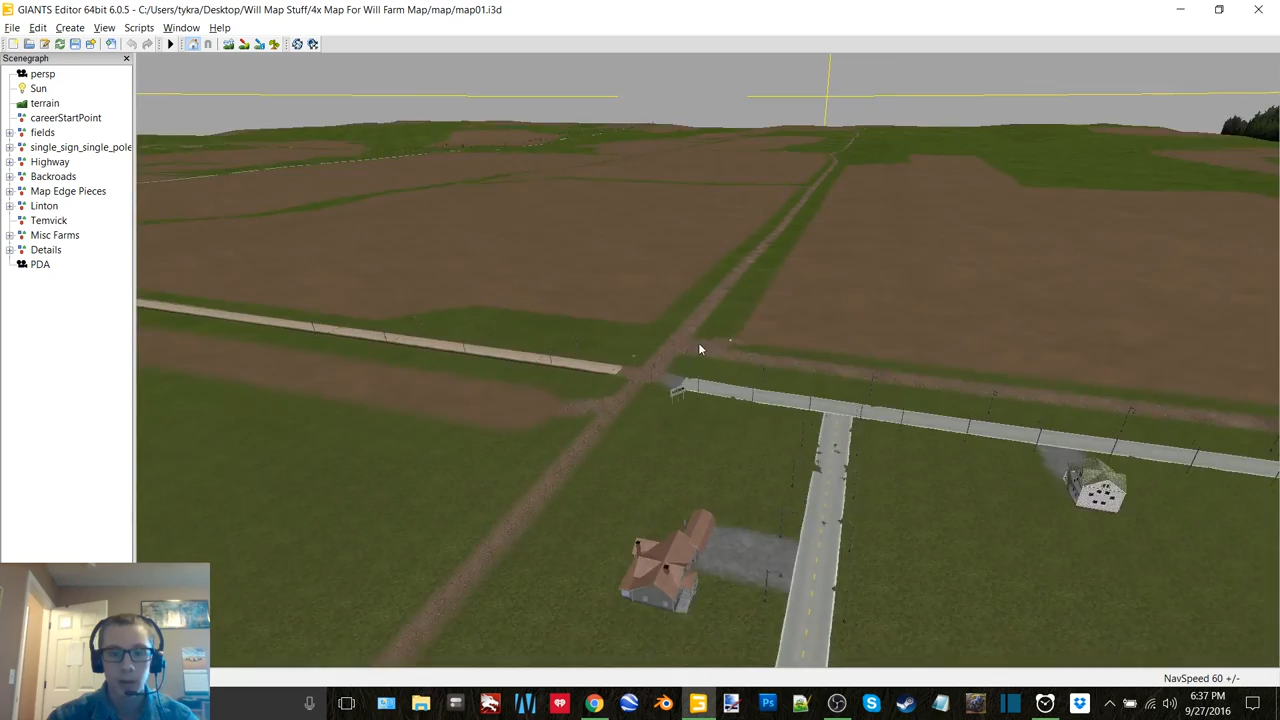 GIANTS Editor 64bit 6.0.5 - C:/Users/tykra/Desktop/Will Map Stuff/4x Map For Will Farm Map/map/map01.i3d
File Edit Create View Scripts Window Help
Scenegraph
persp
Sun
terrain
careerStartPoint
fields
single_sign_single_pole
Highway
Backroads
Map Edge Pieces
Linton
Temvick
Misc Farms
Details
PDA
NavSpeed 60 +/-
6:37 PM
9/27/2016